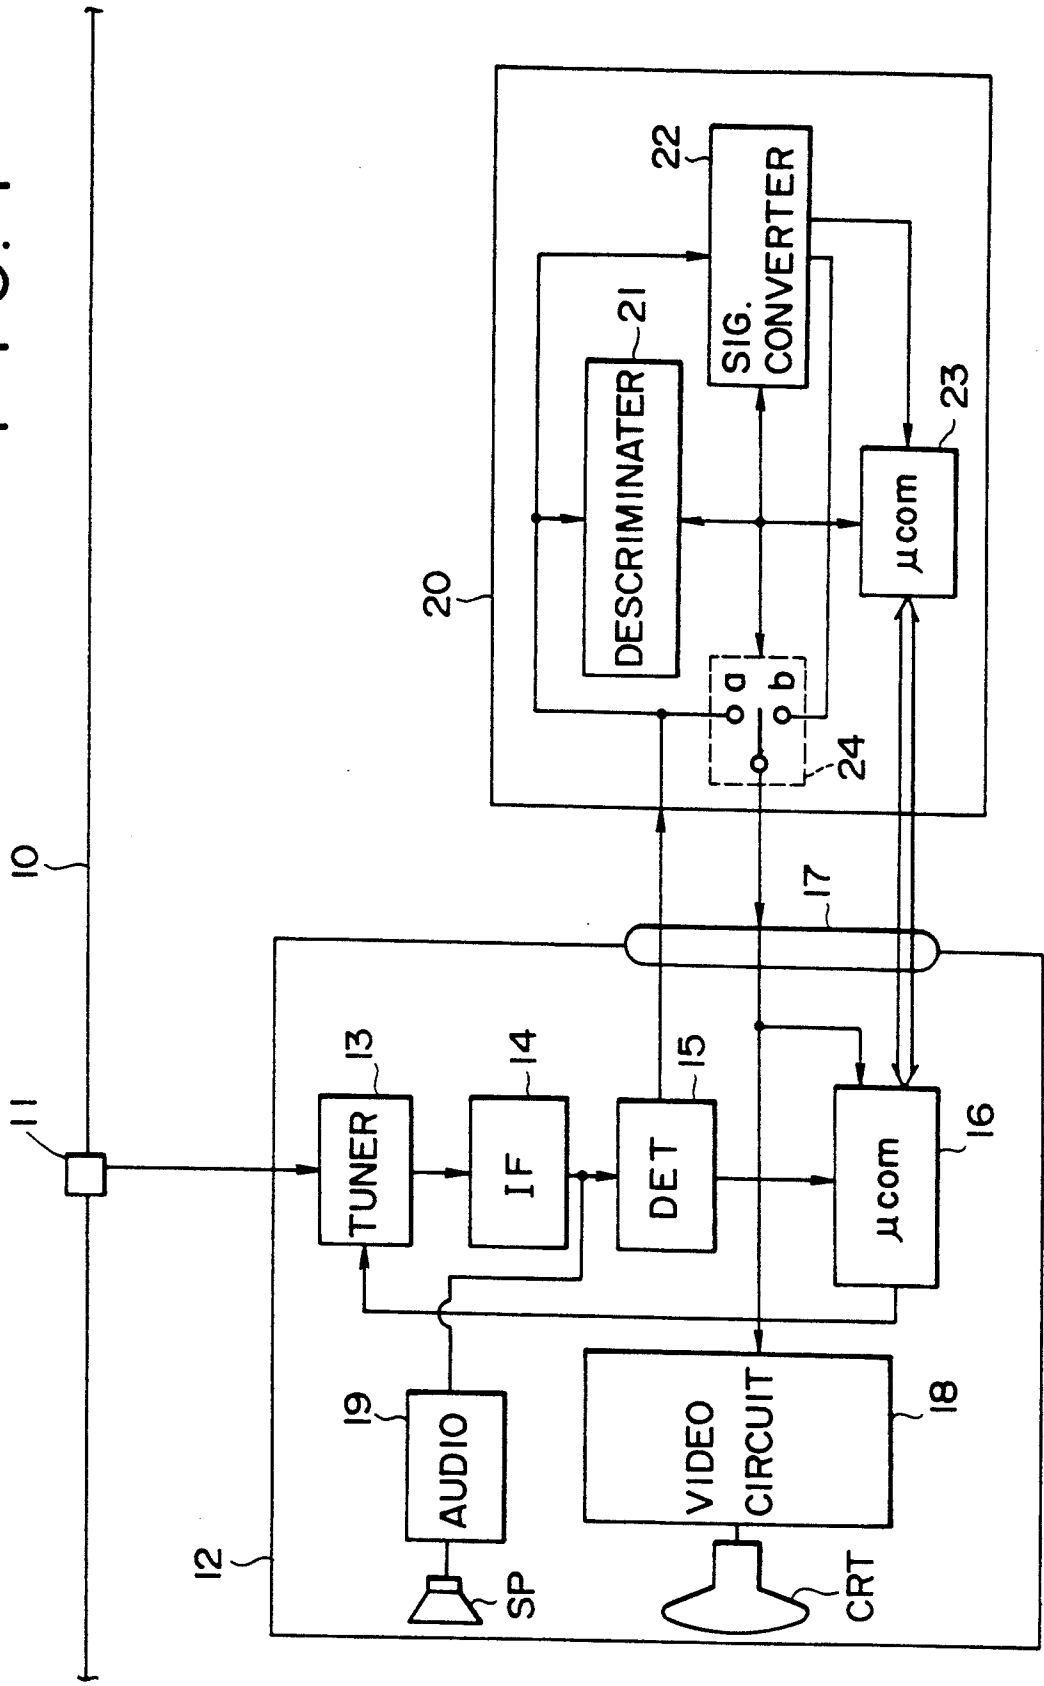 11
10
12
19
13
20
SP
AUDIO
TUNER
14
IF
DESCRIMINATER
21
22
CRT
VIDEO
CIRCUIT
18
DET
15
17
a
b
24
SIG.
CONVERTER
μcom
16
μcom
23